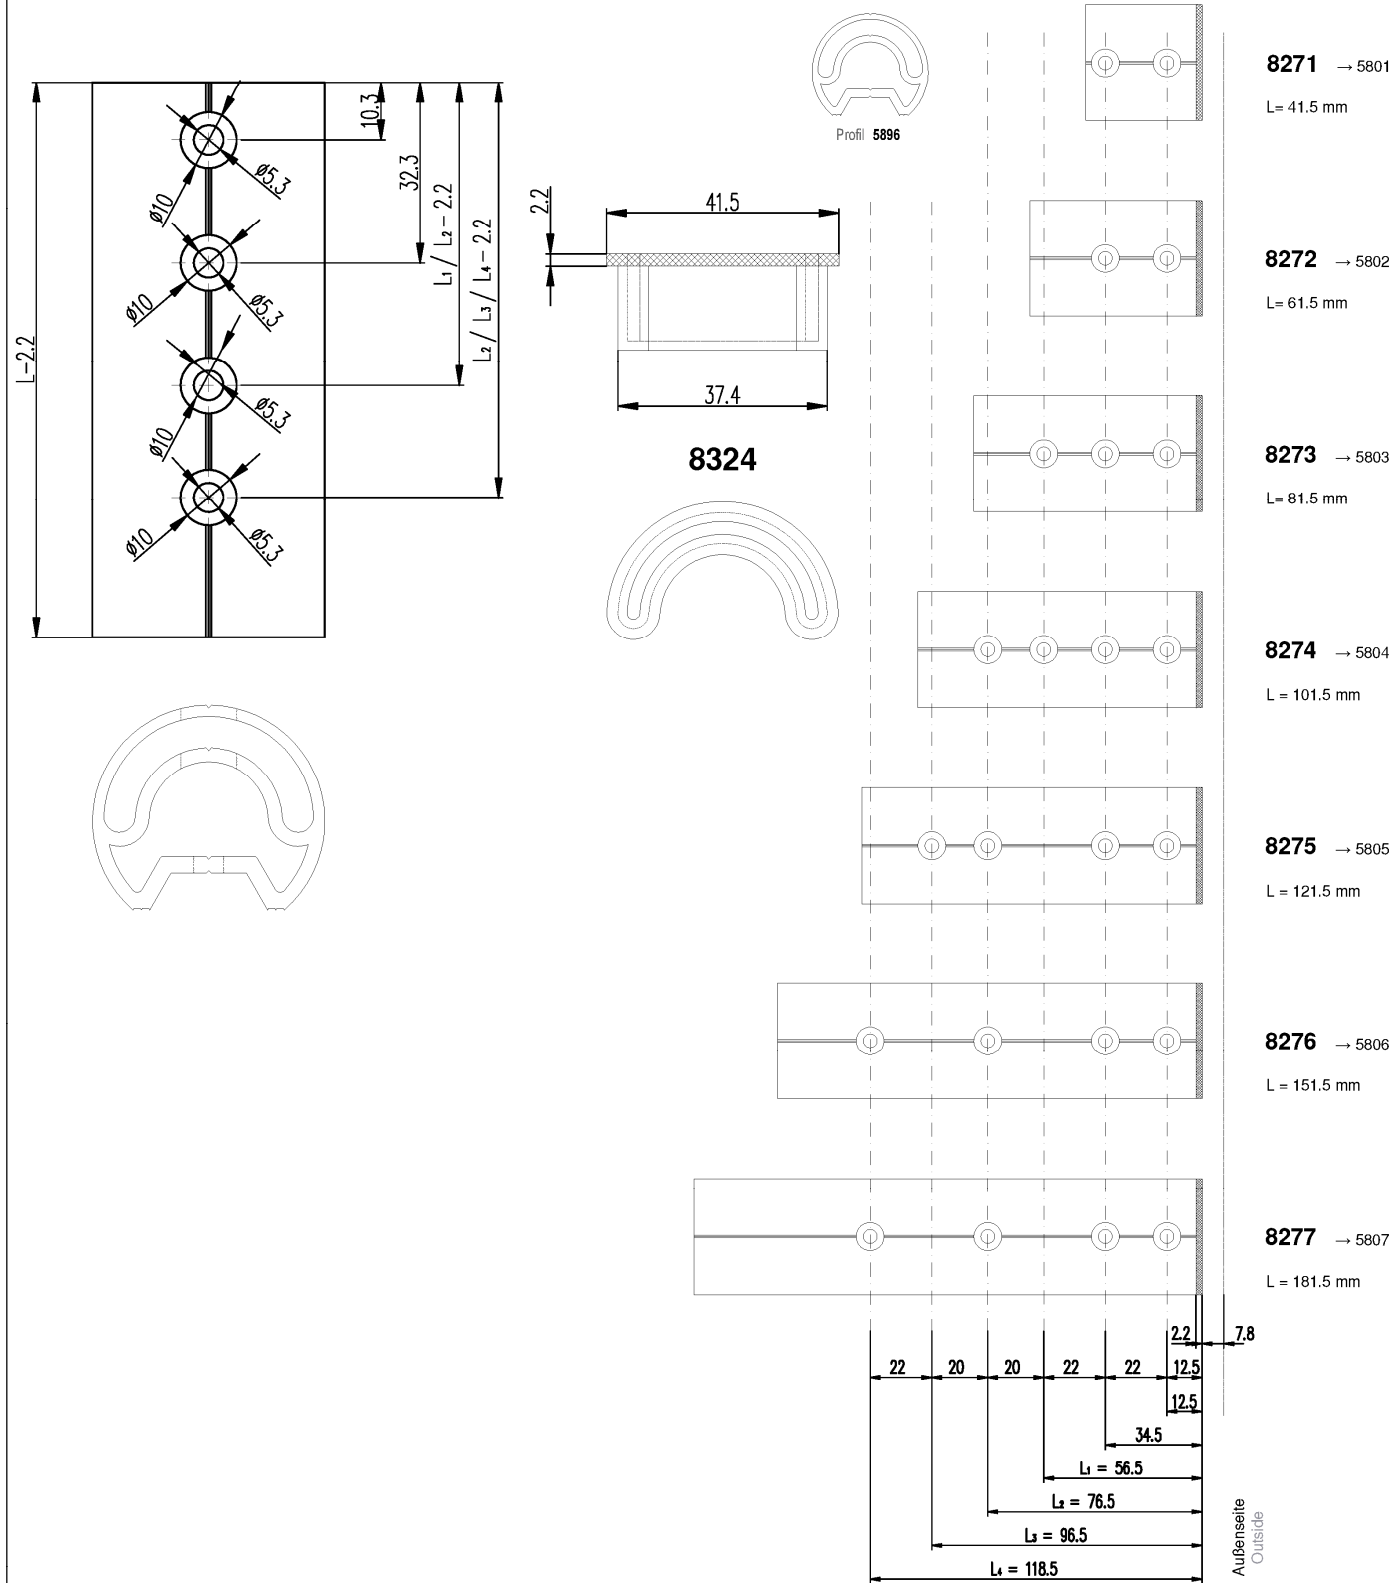 Profil 5896
8271 → 5801
L= 41.5 mm
10.3
32.3
L1 / L2 - 2.2
L2 / L3 / L4 - 2.2
L-2.2
ø10
ø5.3
ø10
ø5.3
ø10
ø5.3
ø10
ø5.3
2.2
41.5
37.4
8324
8272 → 5802
L= 61.5 mm
8273 → 5803
L= 81.5 mm
8274 → 5804
L = 101.5 mm
8275 → 5805
L = 121.5 mm
8276 → 5806
L = 151.5 mm
8277 → 5807
L = 181.5 mm
2.2 7.8
22 20 20 22 22 12.5
12.5
34.5
L1 = 56.5
L2 = 76.5
L3 = 96.5
L4 = 118.5
Außenseite
Outside